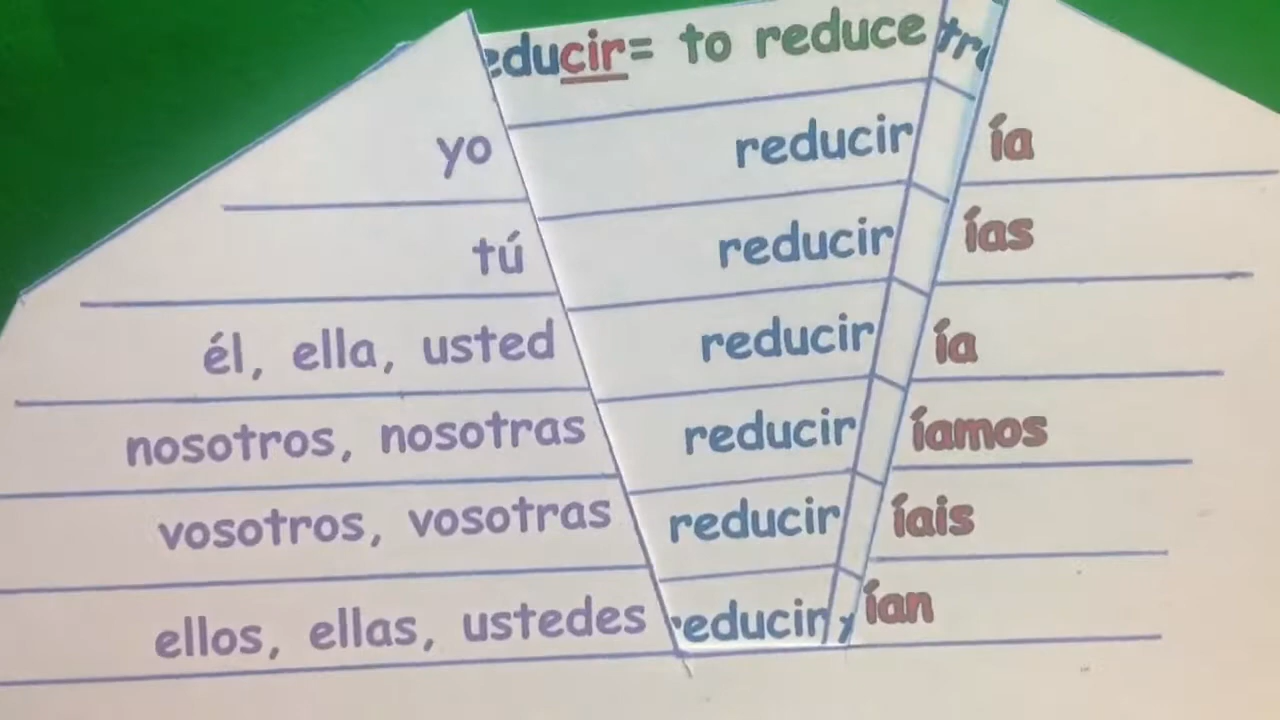 educir= to reduce tra
yo reducir ía
tú reducir ías
él, ella, usted reducir ía
nosotros, nosotras reducir íamos
vosotros, vosotras reducir íais
ellos, ellas, ustedes educir ían